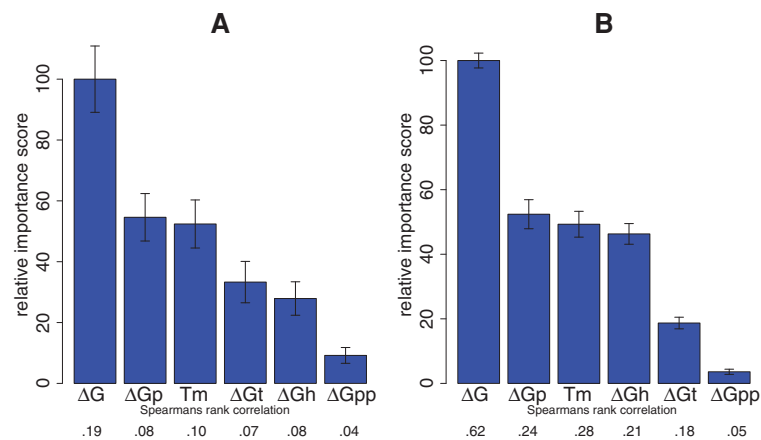 A
relative importance score
100
80
60
40
20
0
ΔG ΔGp Tm ΔGt ΔGh ΔGpp
Spearmans rank correlation
.19 .08 .10 .07 .08 .04
B
relative importance score
100
80
60
40
20
0
ΔG ΔGp Tm ΔGh ΔGt ΔGpp
Spearmans rank correlation
.62 .24 .28 .21 .18 .05